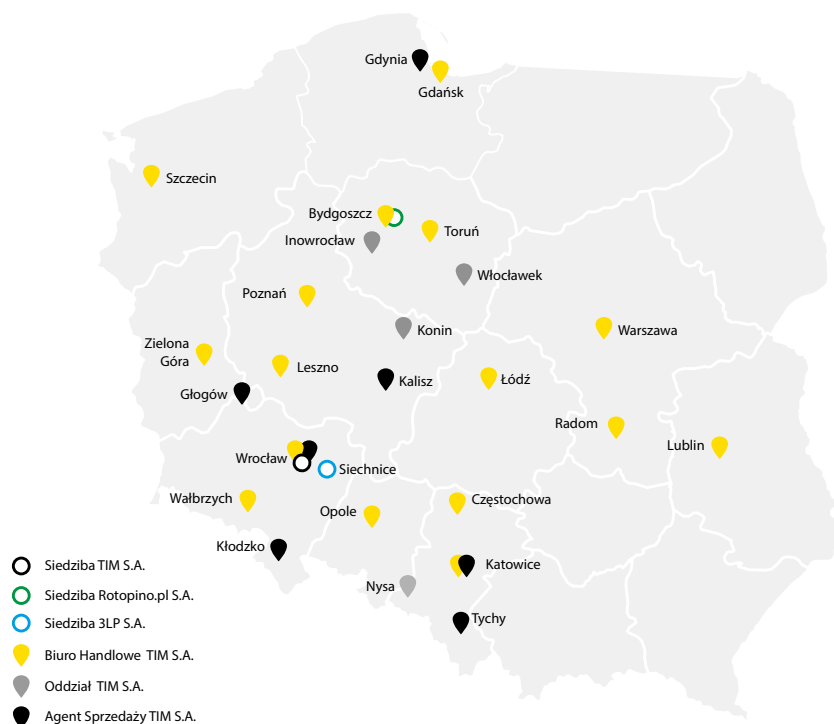 Gdynia
Gdańsk
Szczecin
Bydgoszcz
Toruń
Inowrocław
Włocławek
Poznań
Konin
Warszawa
Zielona
Góra
Leszno
Kalisz
Łódź
Głogów
Radom
Lublin
Wrocław
Siechnice
Wałbrzych
Opole
Częstochowa
Kłodzko
Katowice
Nysa
Tychy
Siedziba TIM S.A.
Siedziba Rotopino.pl S.A.
Siedziba 3LP S.A.
Biuro Handlowe TIM S.A.
Oddział TIM S.A.
Agent Sprzedaży TIM S.A.